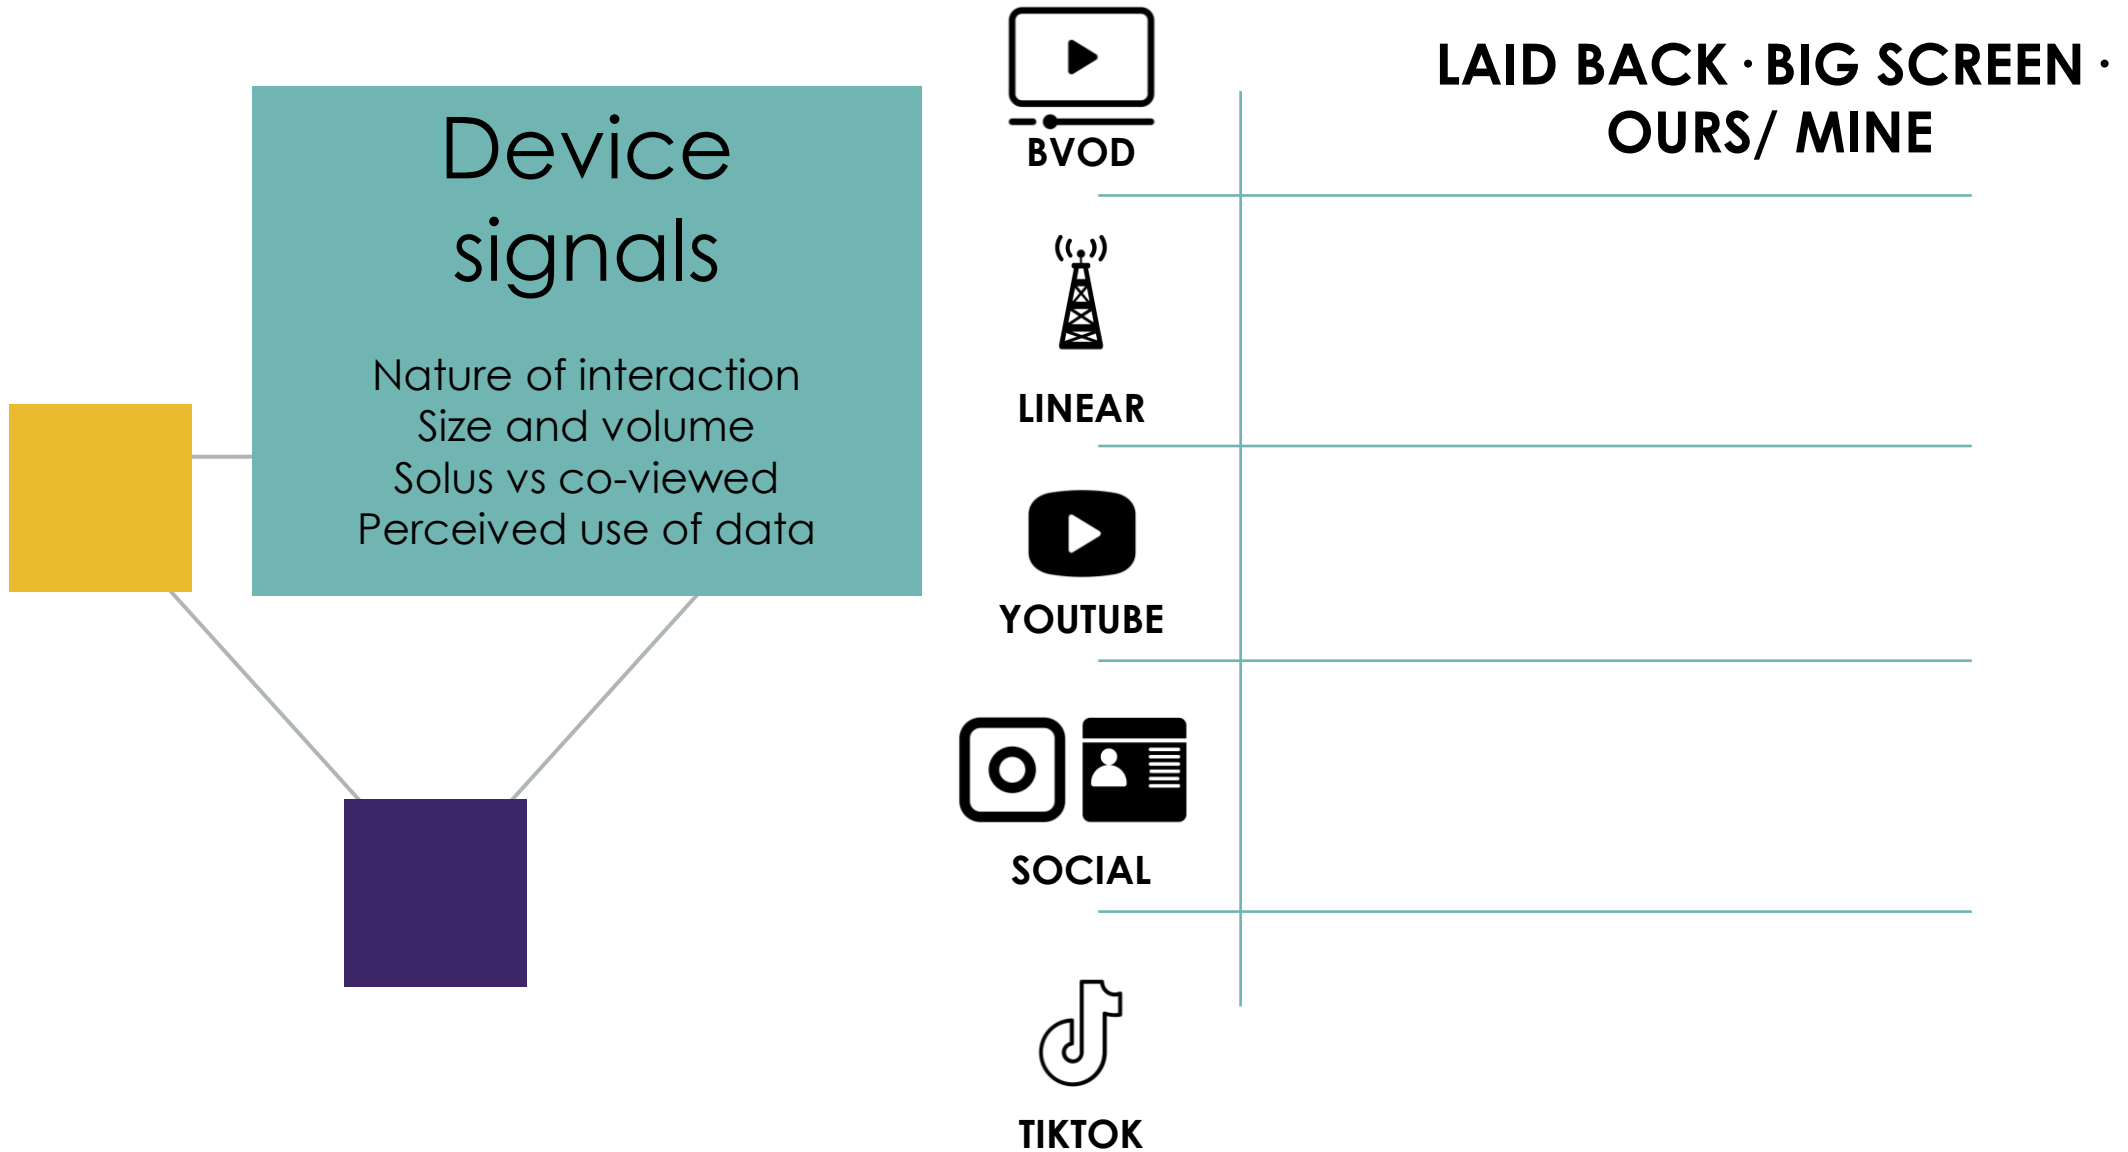 Device
signals
Nature of interaction
Size and volume
Solus vs co-viewed
Perceived use of data
BVOD
LAID BACK · BIG SCREEN ·
OURS/ MINE
LINEAR
YOUTUBE
SOCIAL
TIKTOK